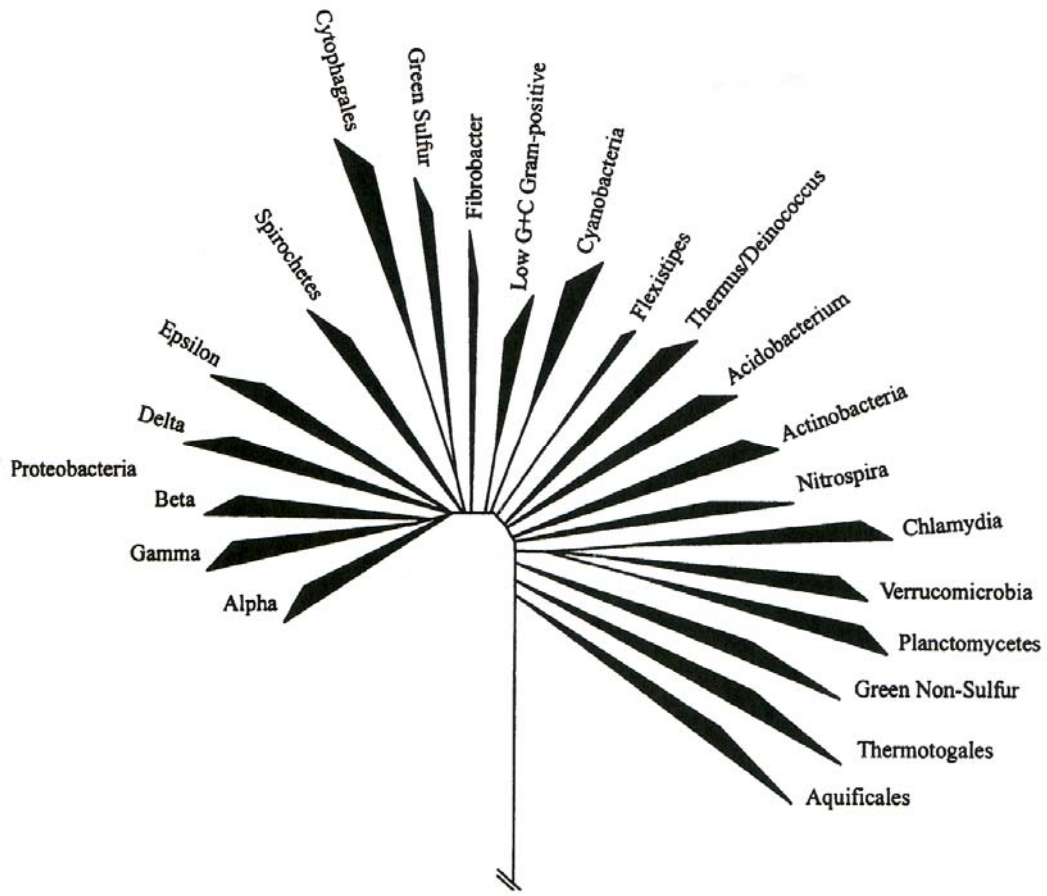 Cytophagales
Green Sulfur
Fibrobacter
Low G+C Gram-positive
Cyanobacteria
Flexistipes
Thermus/Deinococcus
Acidobacterium
Actinobacteria
Nitrospira
Chlamydia
Verrucomicrobia
Planctomycetes
Green Non-Sulfur
Thermotogales
Aquificales
Spirochetes
Epsilon
Delta
Proteobacteria
Beta
Gamma
Alpha